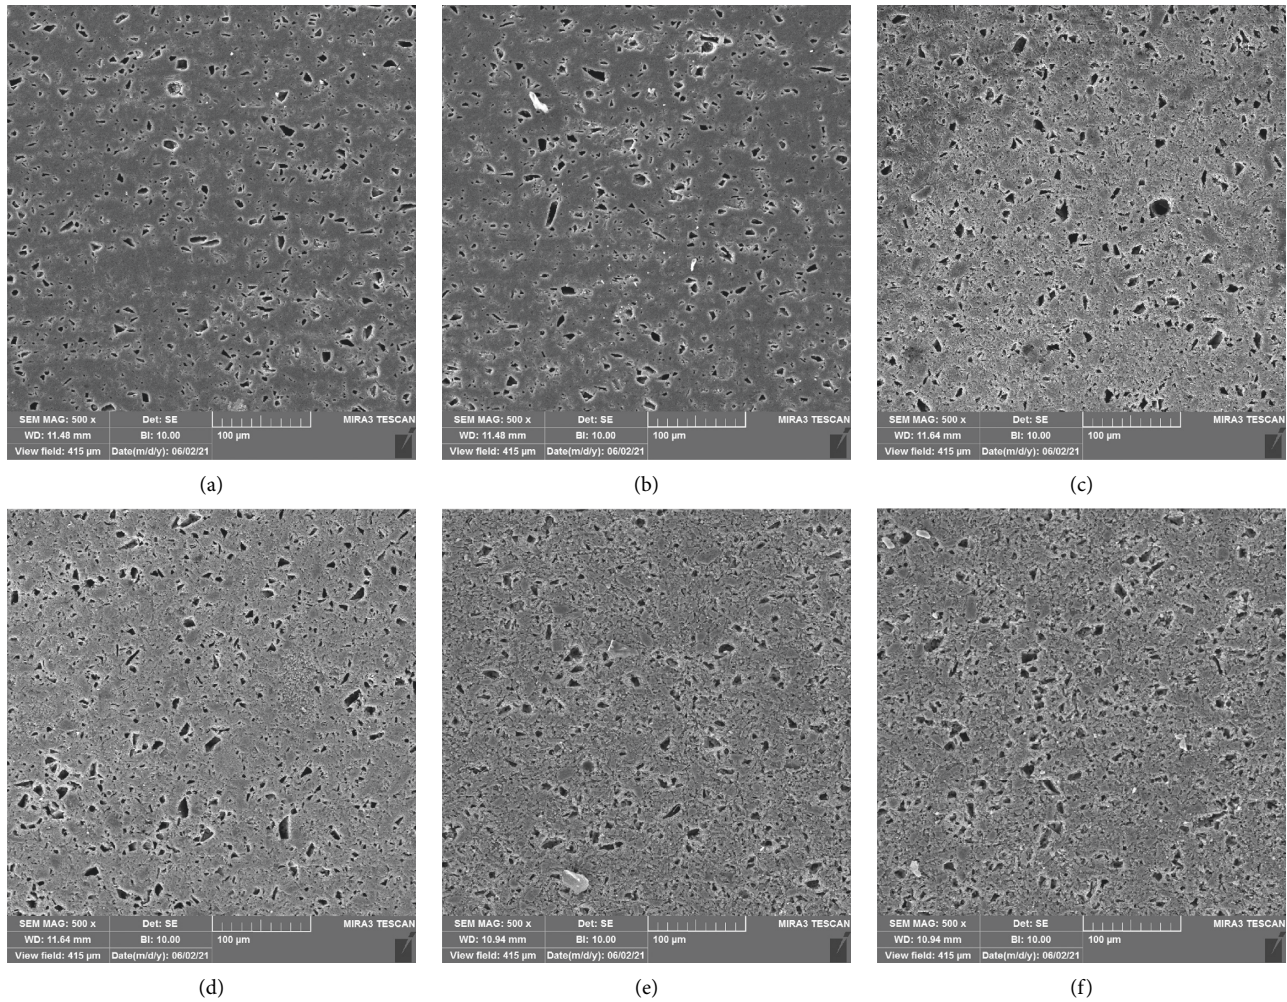 SEM MAG: 500 x Det: SE MIRA3 TESCAN
WD: 11.48 mm BI: 10.00 100 µm
View field: 415 µm Date(m/d/y): 06/02/21
(a)
SEM MAG: 500 x Det: SE MIRA3 TESCAN
WD: 11.48 mm BI: 10.00 100 µm
View field: 415 µm Date(m/d/y): 06/02/21
(b)
SEM MAG: 500 x Det: SE MIRA3 TESCAN
WD: 11.64 mm BI: 10.00 100 µm
View field: 415 µm Date(m/d/y): 06/02/21
(c)
SEM MAG: 500 x Det: SE MIRA3 TESCAN
WD: 11.64 mm BI: 10.00 100 µm
View field: 415 µm Date(m/d/y): 06/02/21
(d)
SEM MAG: 500 x Det: SE MIRA3 TESCAN
WD: 10.94 mm BI: 10.00 100 µm
View field: 415 µm Date(m/d/y): 06/02/21
(e)
SEM MAG: 500 x Det: SE MIRA3 TESCAN
WD: 10.94 mm BI: 10.00 100 µm
View field: 415 µm Date(m/d/y): 06/02/21
(f)